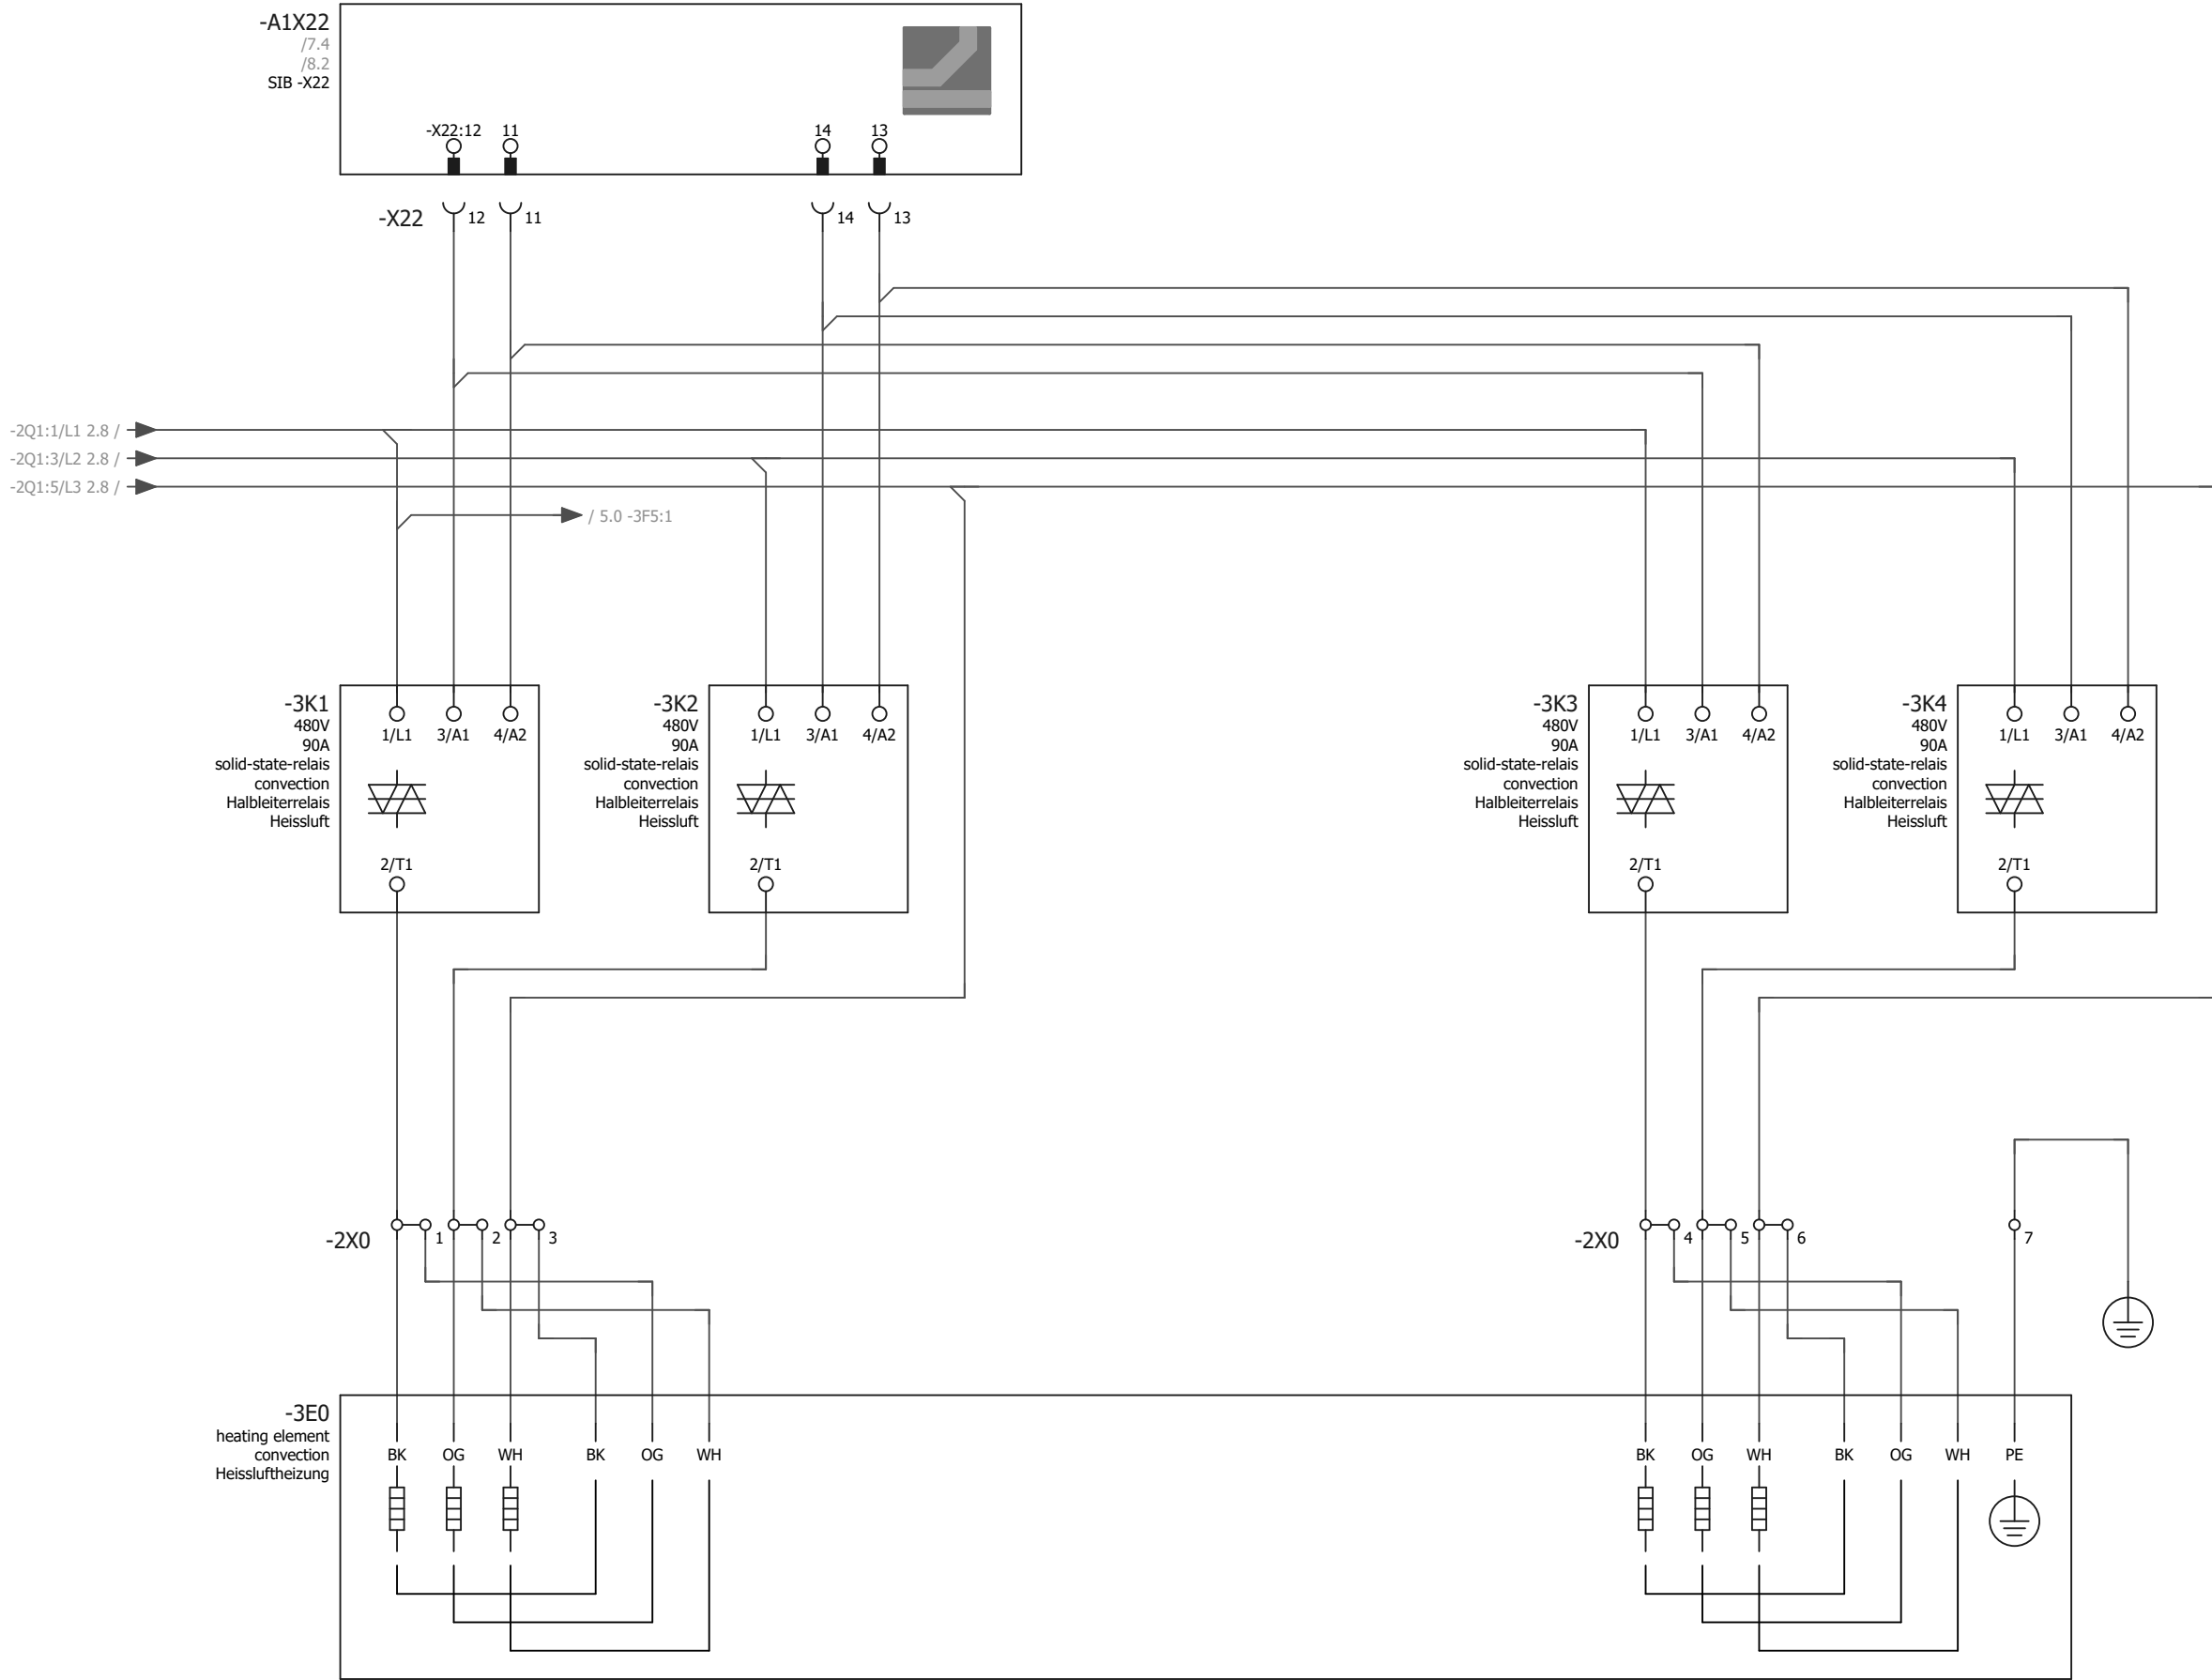 -A1X22
/7.4
/8.2
SIB -X22
-X22:12 11 14 13
-X22 12 11 14 13
-2Q1:1/L1 2.8 /
-2Q1:3/L2 2.8 /
-2Q1:5/L3 2.8 /
/ 5.0 -3F5:1
-3K1
480V
90A
solid-state-relais
convection
Halbleiterrelais
Heissluft
1/L1 3/A1 4/A2
2/T1
-3K2
480V
90A
solid-state-relais
convection
Halbleiterrelais
Heissluft
1/L1 3/A1 4/A2
2/T1
-3K3
480V
90A
solid-state-relais
convection
Halbleiterrelais
Heissluft
1/L1 3/A1 4/A2
2/T1
-3K4
480V
90A
solid-state-relais
convection
Halbleiterrelais
Heissluft
1/L1 3/A1 4/A2
2/T1
-2X0 1 2 3
-2X0 4 5 6 7
-3E0
heating element
convection
Heissluftheizung
BK OG WH BK OG WH
BK OG WH BK OG WH PE